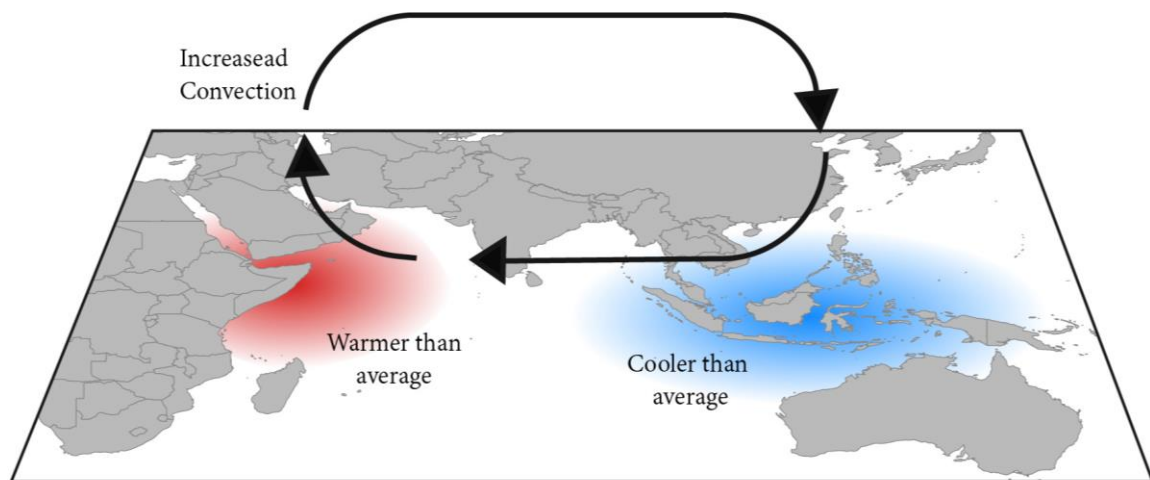 Increasead
Convection
Warmer than
average
Cooler than
average